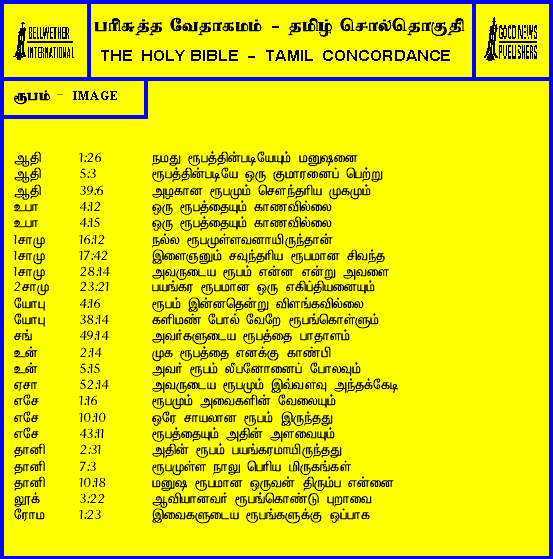 BELLWETHER INTERNATIONAL
பரிசுத்த வேதாகமம் - தமிழ் சொல்தொகுதி
THE HOLY BIBLE - TAMIL CONCORDANCE
GOOD NEWS PUBLISHERS
ரூபம் - IMAGE
ஆதி 1:26 நமது ரூபத்தின்படியேயும் மனுஷனை
ஆதி 5:3 ரூபத்தின்படியே ஒரு குமாரனைப் பெற்று
ஆதி 39:6 அழகான ரூபமும் சௌந்தரிய முகமும்
உபா 4:12 ஒரு ரூபத்தையும் காணவில்லை
உபா 4:15 ஒரு ரூபத்தையும் காணவில்லை
1சாமு 16:12 நல்ல ரூபமுள்ளவனாயிருந்தான்
1சாமு 17:42 இளைஞனும் சவுந்தரிய ரூபமான சிவந்த
1சாமு 28:14 அவருடைய ரூபம் என்ன என்று அவளை
2சாமு 23:21 பயங்கர ரூபமான ஒரு எகிப்தியனையும்
யோபு 4:16 ரூபம் இன்னதென்று விளங்கவில்லை
யோபு 38:14 களிமண் போல் வேறே ரூபங்கொள்ளும்
சங் 49:14 அவர்களுடைய ரூபத்தை பாதாளம்
உன் 2:14 முக ரூபத்தை எனக்கு காண்பி
உன் 5:15 அவர் ரூபம் லீபனோனைப் போலவும்
ஏசா 52:14 அவருடைய ரூபமும் இவ்வளவு அந்தக்கேடி
எசே 1:16 ரூபமும் அவைகளின் வேலையும்
எசே 10:10 ஒரே சாயலான ரூபம் இருந்தது
எசே 43:11 ரூபத்தையும் அதின் அளவையும்
தானி 2:31 அதின் ரூபம் பயங்கரமாயிருந்தது
தானி 7:3 ரூபமுள்ள நாலு பெரிய மிருகங்கள்
தானி 10:18 மனுஷ ரூபமான ஒருவன் திரும்ப என்னை
லூக் 3:22 ஆவியானவர் ரூபங்கொண்டு புறாவை
ரோம 1:23 இவைகளுடைய ரூபங்களுக்கு ஒப்பாக